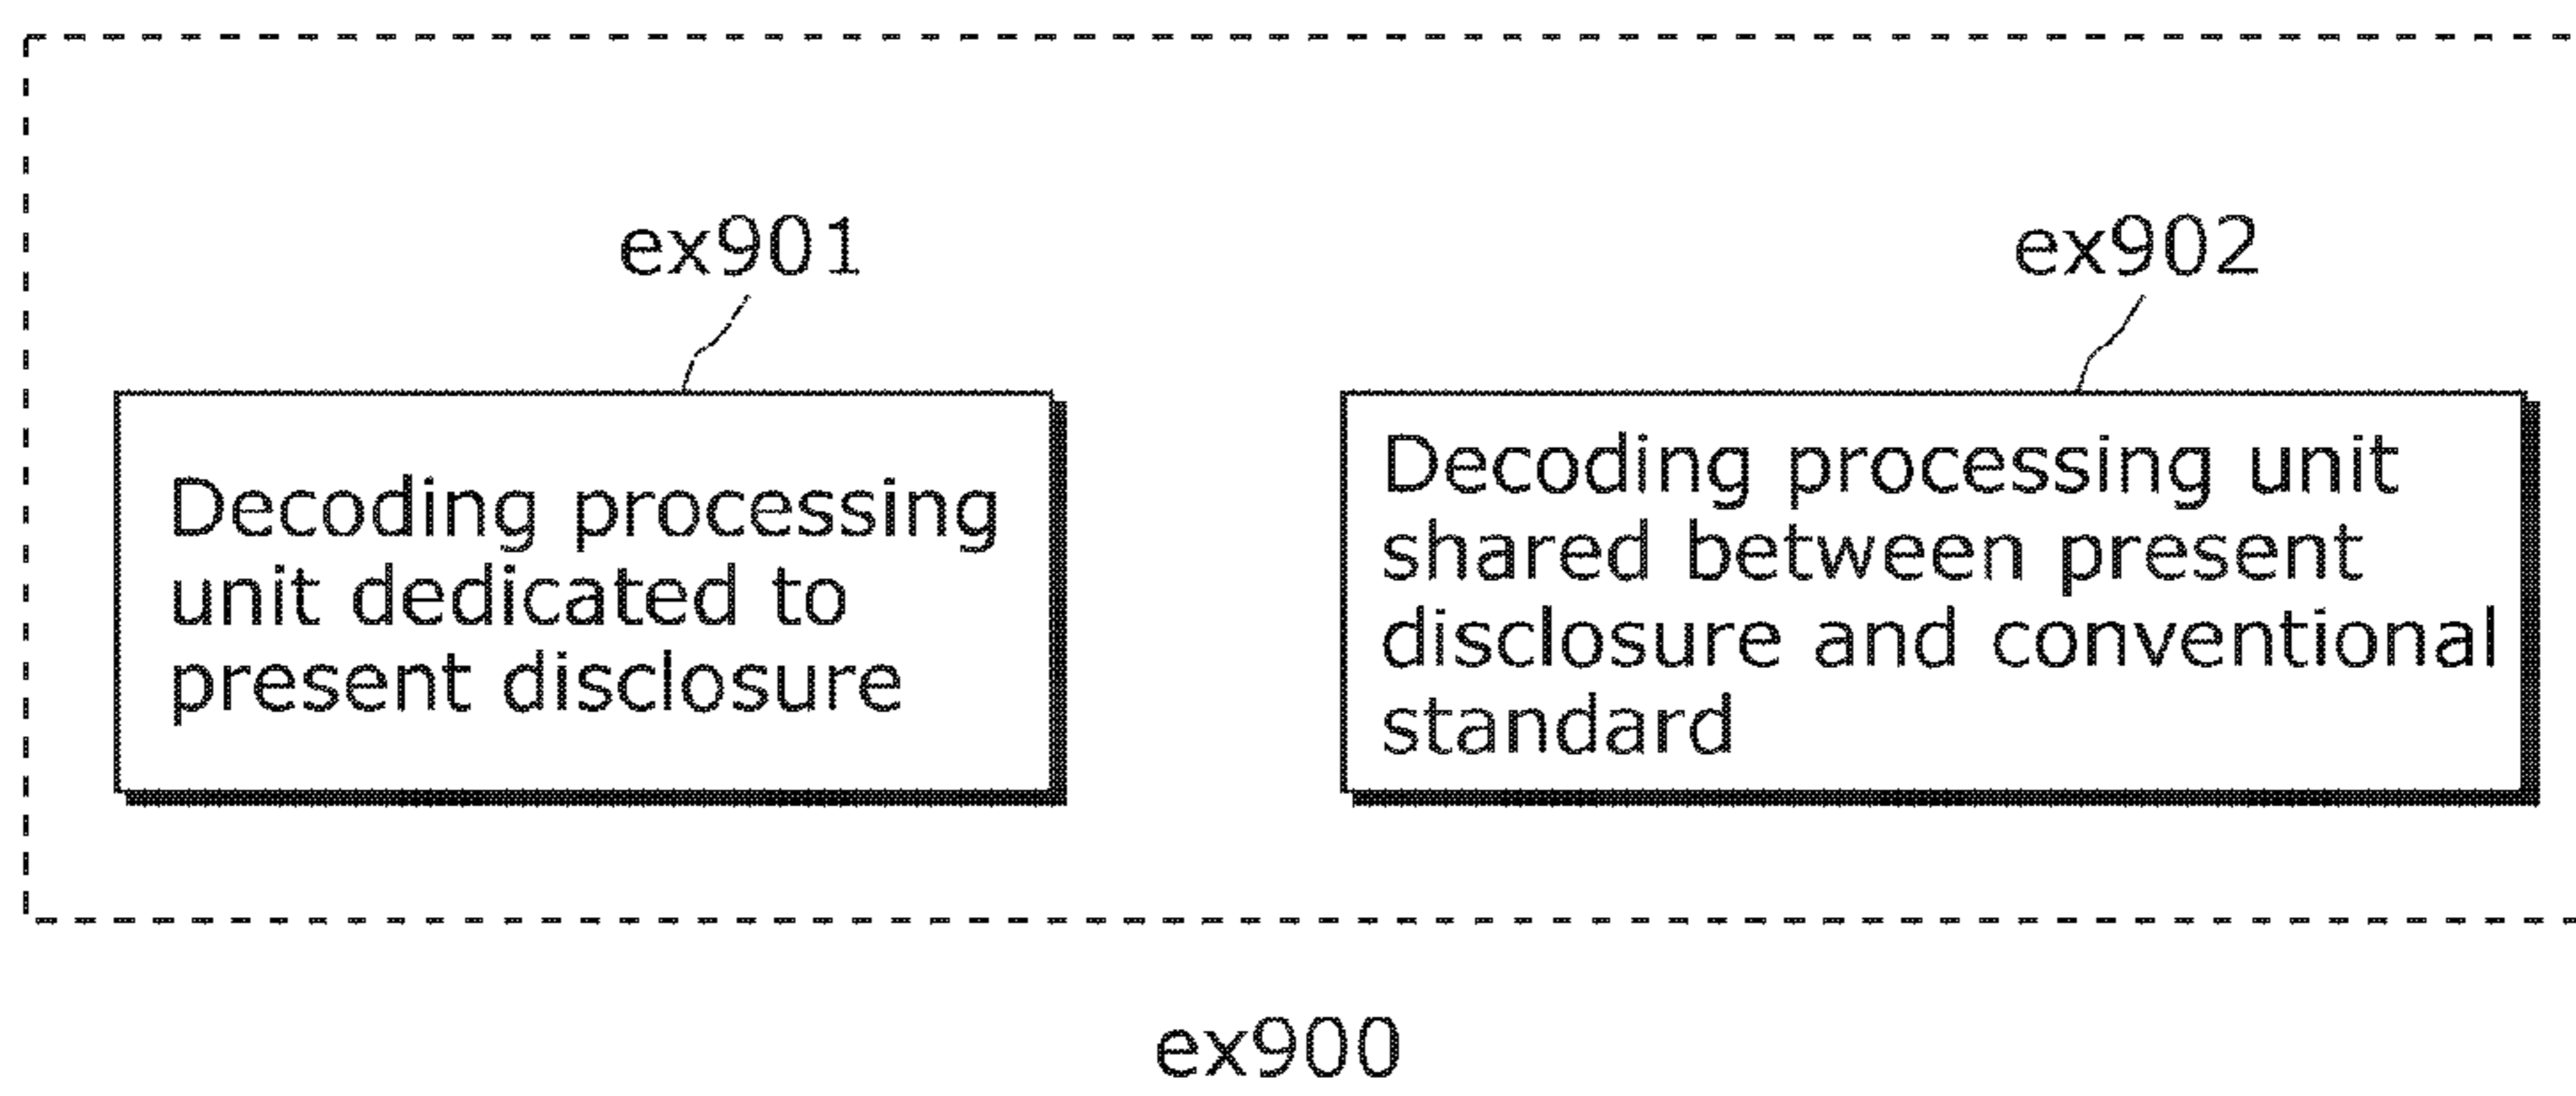 ex901
Decoding processing
unit dedicated to
present disclosure
ex902
Decoding processing unit
shared between present
disclosure and conventional
standard
ex900